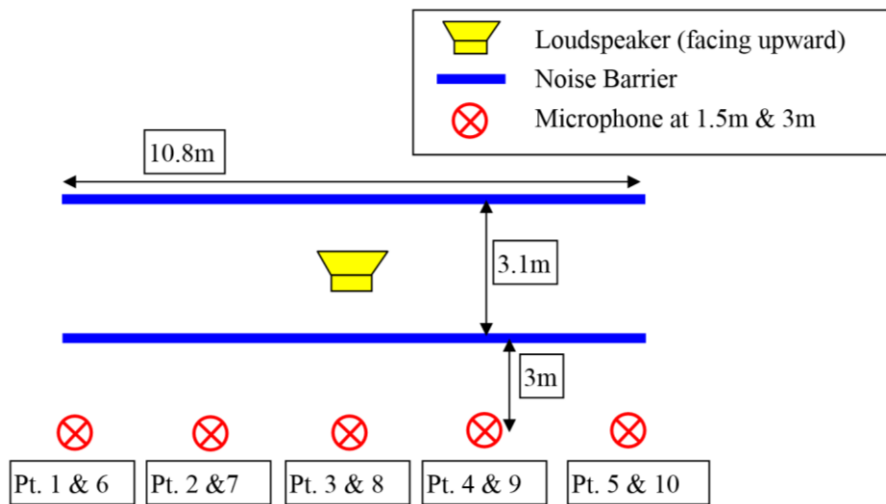 Loudspeaker (facing upward)
Noise Barrier
Microphone at 1.5m & 3m
10.8m
3.1m
3m
Pt. 1 & 6
Pt. 2 &7
Pt. 3 & 8
Pt. 4 & 9
Pt. 5 & 10